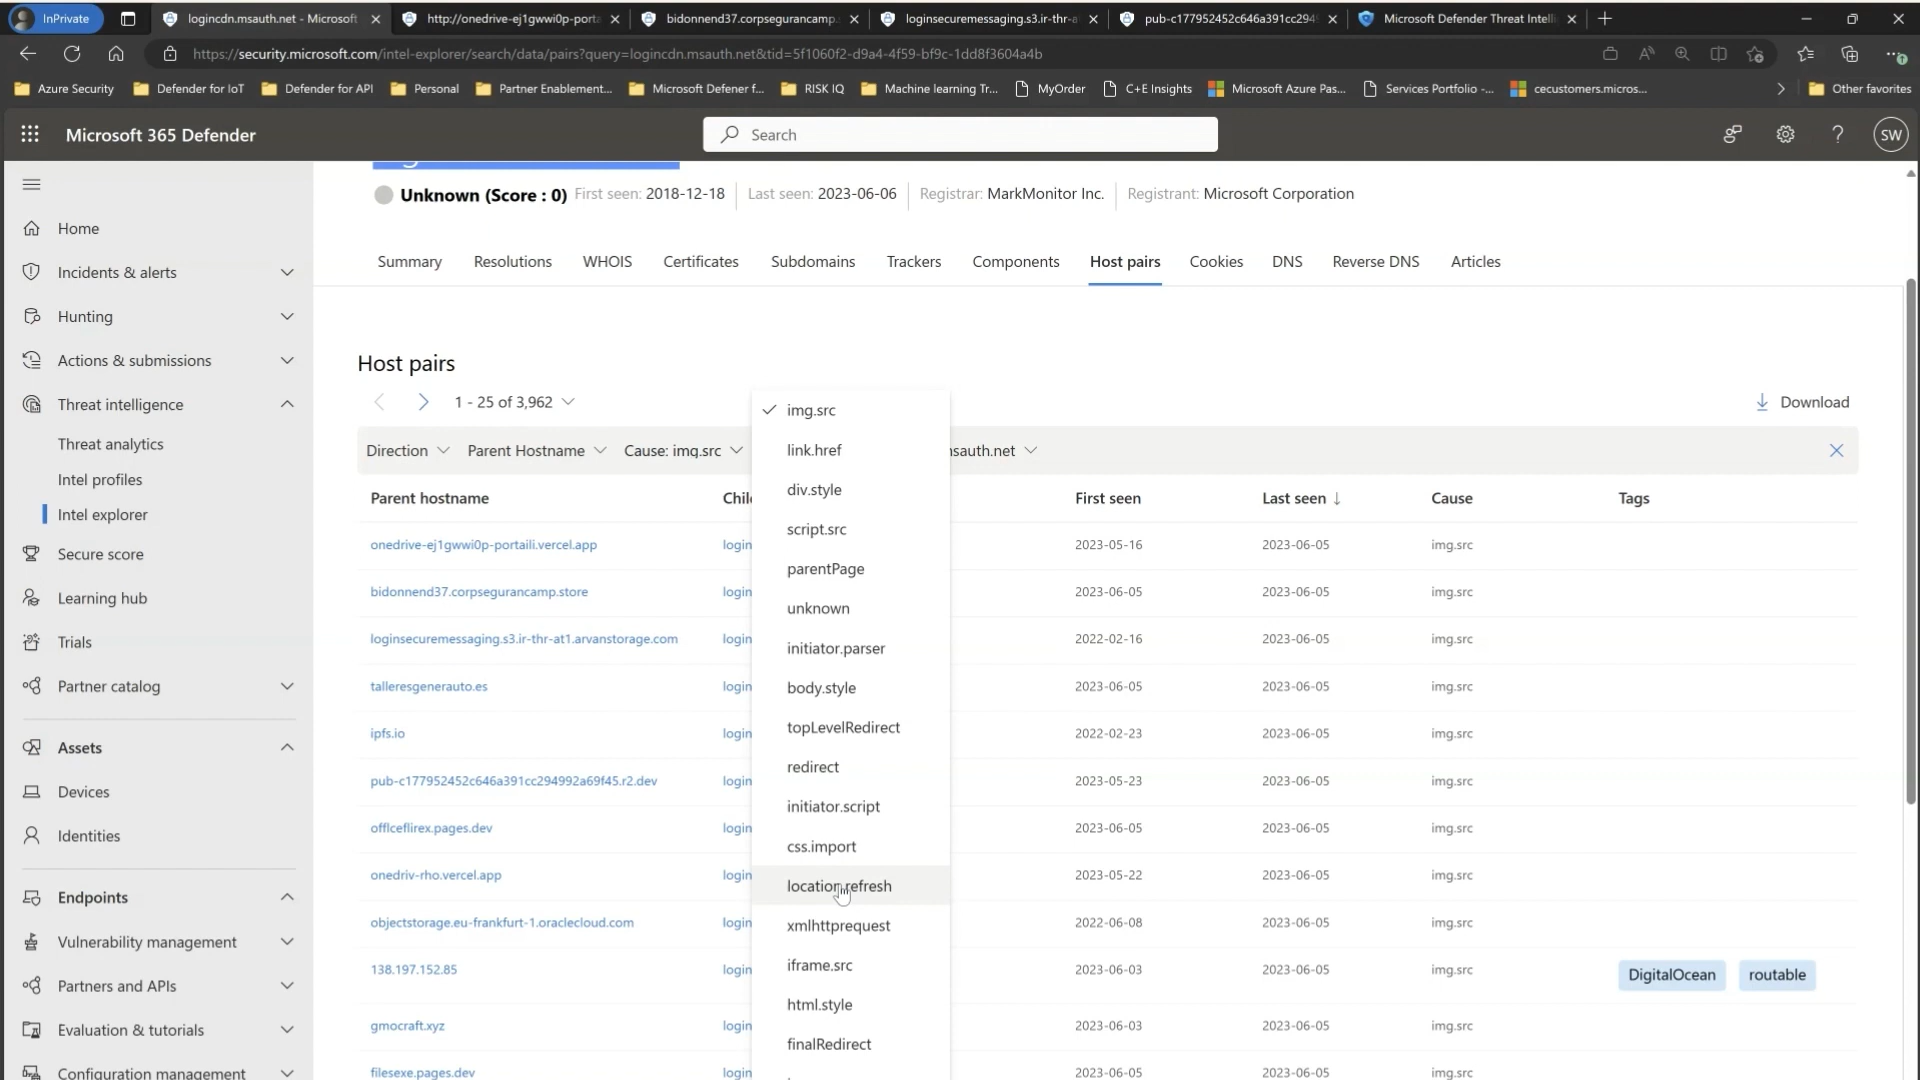 InPrivate
logincdn.msauth.net - Microsoft
http://onedrive-ej1gwwi0p-porta
bidonnend37.corpsegurancamp.
loginsecuremessaging.s3.ir-thr-a
pub-c177952452c646a391cc294
Microsoft Defender Threat Intelli
https://security.microsoft.com/intel-explorer/search/data/pairs?query=logincdn.msauth.net&tid=5f1060f2-d9a4-4f59-bf9c-1dd8f3604a4b
Azure Security
Defender for IoT
Defender for API
Personal
Partner Enablement...
Microsoft Defener f...
RISK IQ
Machine learning Tr...
MyOrder
C+E Insights
Microsoft Azure Pas...
Services Portfolio -...
cecustomers.micros...
Other favorites
Microsoft 365 Defender
Search
SW
Unknown (Score : 0) First seen: 2018-12-18 Last seen: 2023-06-06 Registrar: MarkMonitor Inc. Registrant: Microsoft Corporation
Summary Resolutions WHOIS Certificates Subdomains Trackers Components Host pairs Cookies DNS Reverse DNS Articles
Home
Incidents & alerts
Hunting
Actions & submissions
Threat intelligence
Threat analytics
Intel profiles
Intel explorer
Secure score
Learning hub
Trials
Partner catalog
Assets
Devices
Identities
Endpoints
Vulnerability management
Partners and APIs
Evaluation & tutorials
Configuration management
Host pairs
1 - 25 of 3,962
Download
Direction Parent Hostname Cause: img.src
msauth.net
img.src
link.href
div.style
script.src
parentPage
unknown
initiator.parser
body.style
topLevelRedirect
redirect
initiator.script
css.import
location.refresh
xmlhttprequest
iframe.src
html.style
finalRedirect
Parent hostname Chil First seen Last seen ↓ Cause Tags
onedrive-ej1gwwi0p-portaili.vercel.app login 2023-05-16 2023-06-05 img.src
bidonnend37.corpsegurancamp.store login 2023-06-05 2023-06-05 img.src
loginsecuremessaging.s3.ir-thr-at1.arvanstorage.com login 2022-02-16 2023-06-05 img.src
talleresgenerauto.es login 2023-06-05 2023-06-05 img.src
ipfs.io login 2022-02-23 2023-06-05 img.src
pub-c177952452c646a391cc294992a69f45.r2.dev login 2023-05-23 2023-06-05 img.src
offlceflirex.pages.dev login 2023-06-05 2023-06-05 img.src
onedriv-rho.vercel.app login 2023-05-22 2023-06-05 img.src
objectstorage.eu-frankfurt-1.oraclecloud.com login 2022-06-08 2023-06-05 img.src
138.197.152.85 login 2023-06-03 2023-06-05 img.src DigitalOcean routable
gmocraft.xyz login 2023-06-03 2023-06-05 img.src
filesexe.pages.dev login 2023-06-05 2023-06-05 img.src